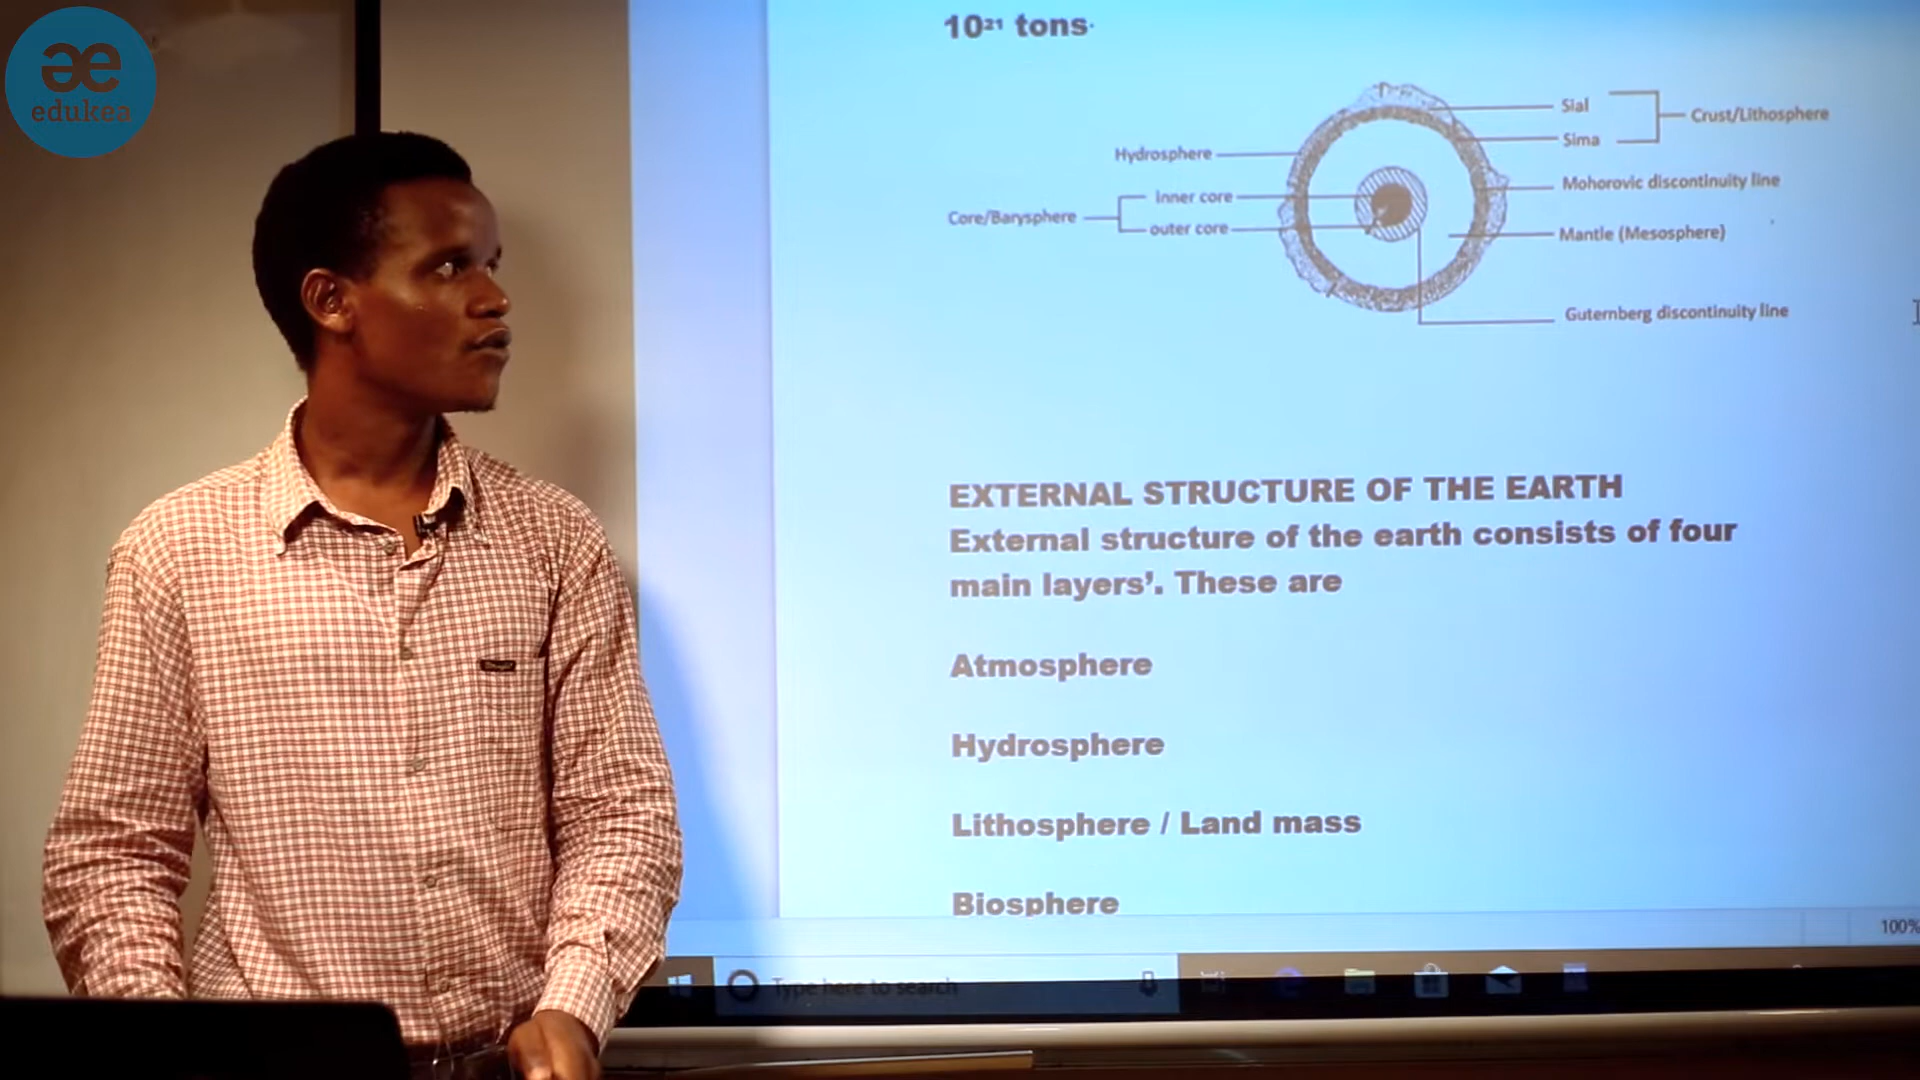 æ
edukea
10²¹ tons.
Sial
Crust/Lithosphere
Sima
Hydrosphere
Mohorovic discontinuity line
Inner core
Core/Barysphere
outer core
Mantle (Mesosphere)
Guternberg discontinuity line
EXTERNAL STRUCTURE OF THE EARTH
External structure of the earth consists of four
main layers’. These are
Atmosphere
Hydrosphere
Lithosphere / Land mass
Biosphere
100%
Type here to search